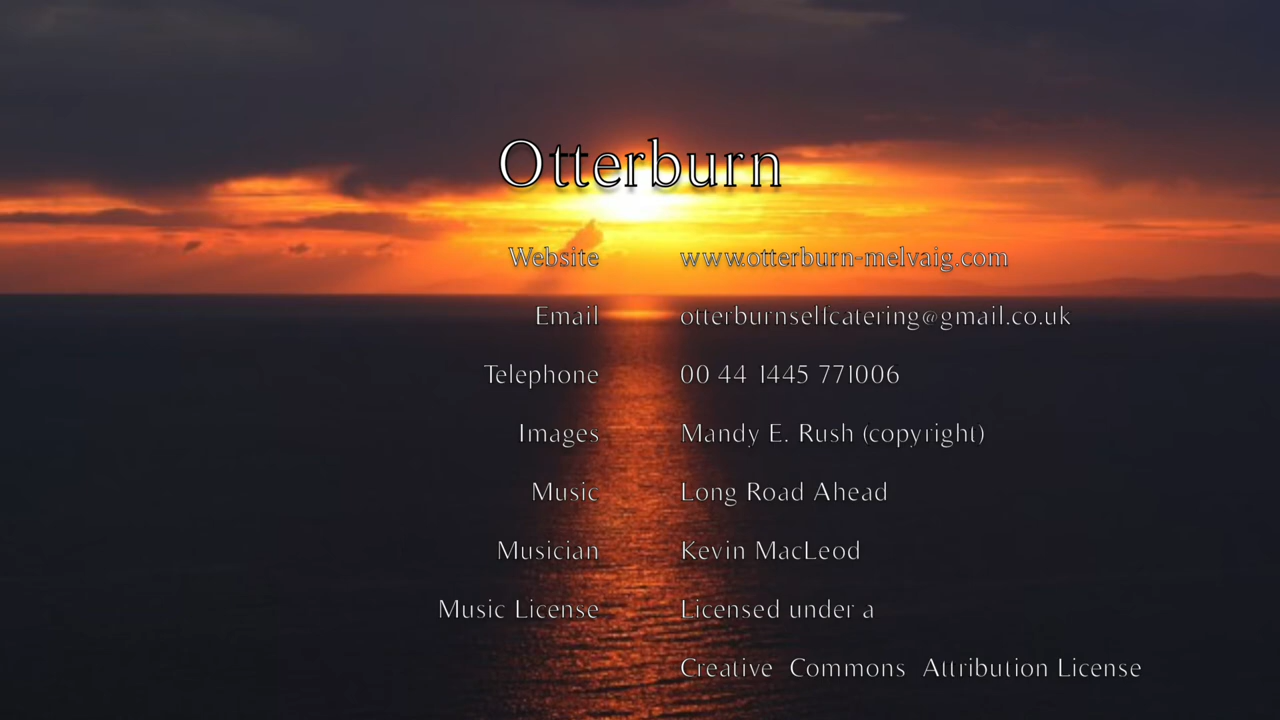 Otterburn
Website www.otterburn-melvaig.com
Email otterburnselfcatering@gmail.co.uk
Telephone 00 44 1445 771006
Images Mandy E. Rush (copyright)
Music Long Road Ahead
Musician Kevin MacLeod
Music License Licensed under a
Creative Commons Attribution License